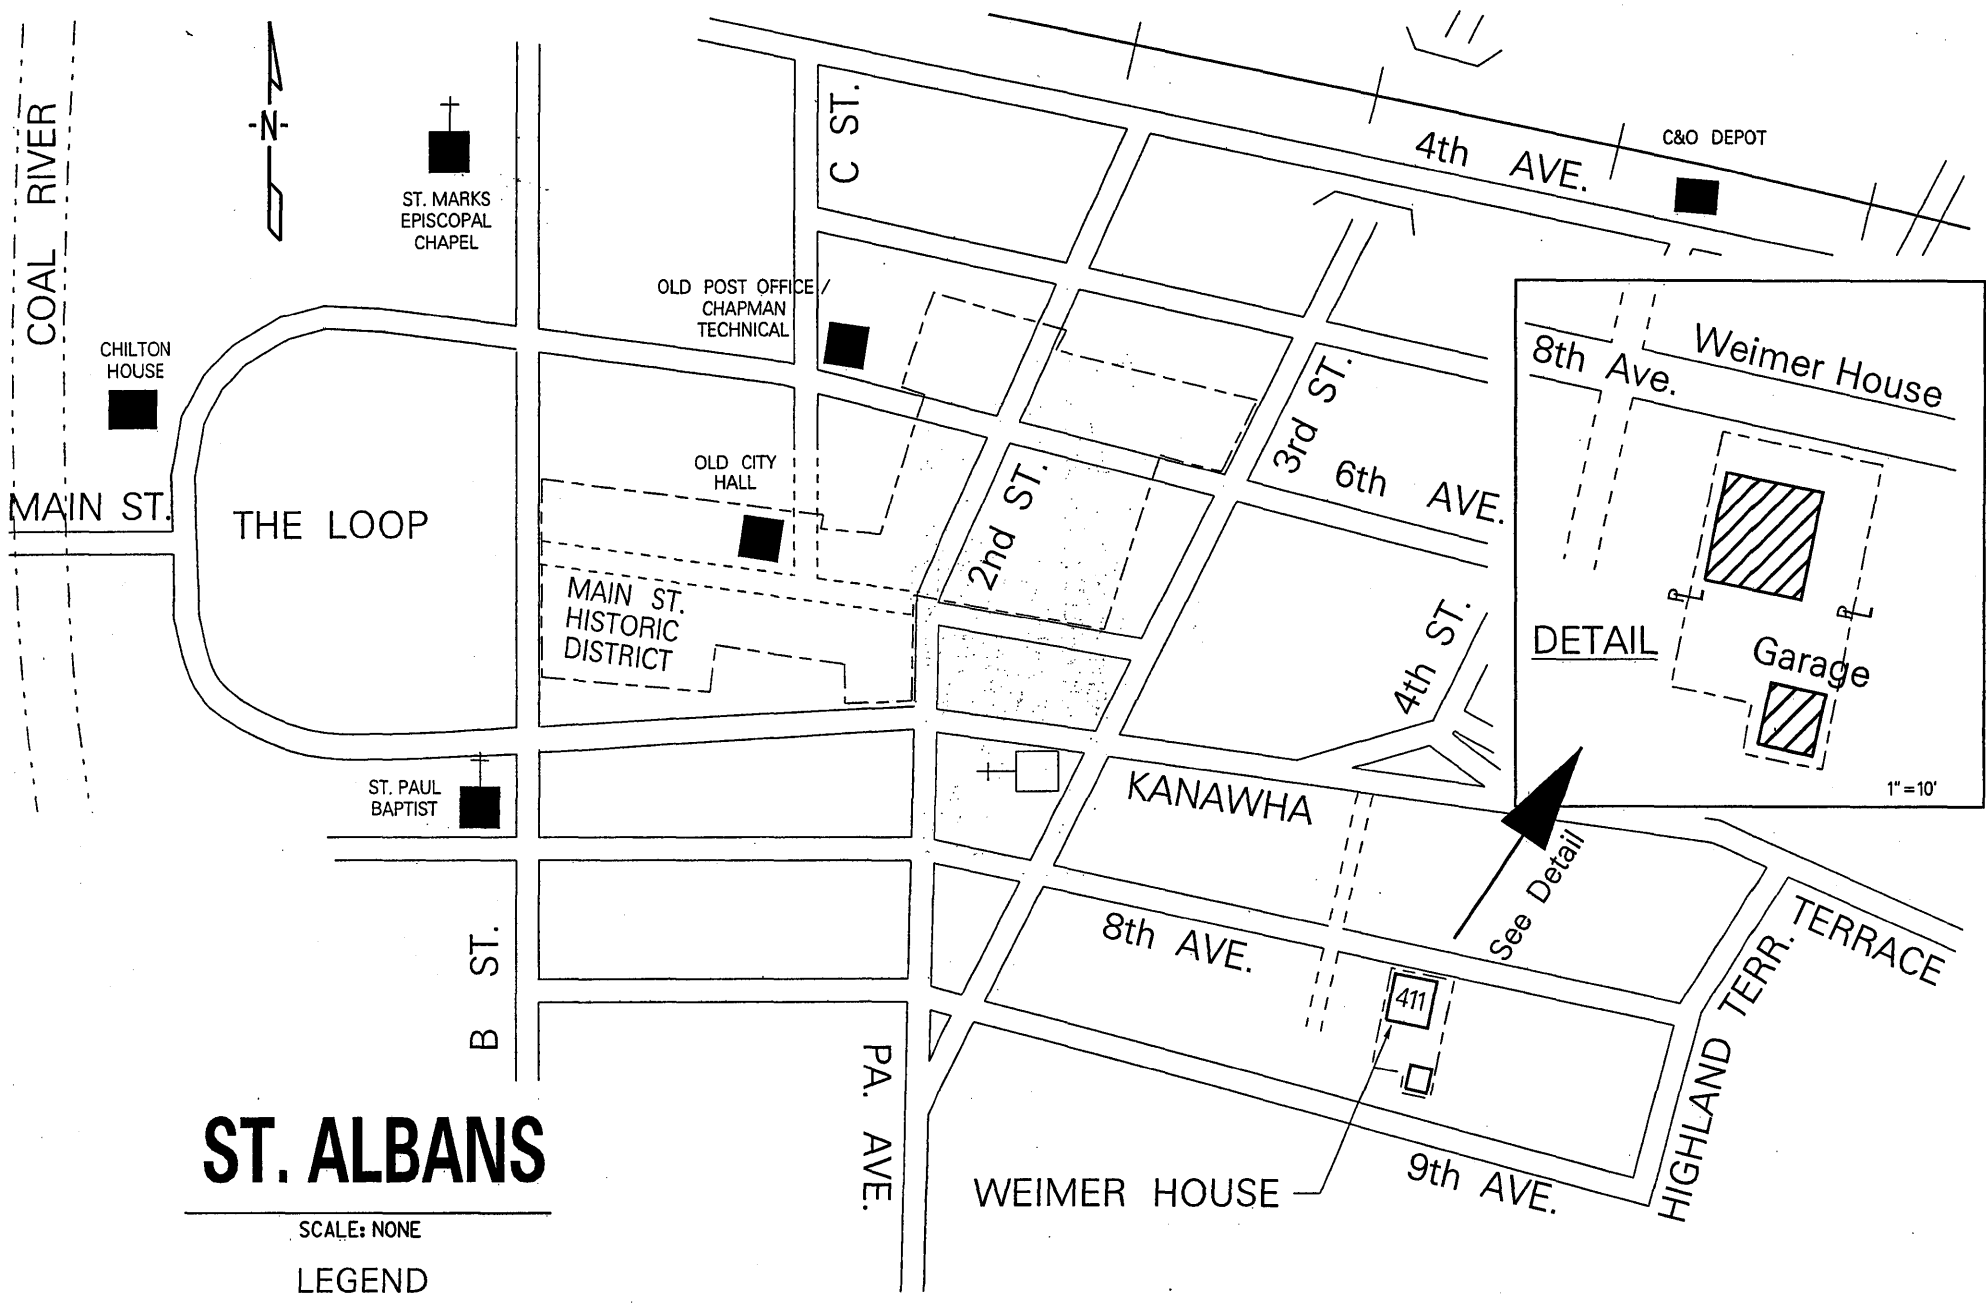 C&O DEPOT
4th AVE.
C ST.
COAL RIVER
-N-
ST. MARKS
EPISCOPAL
CHAPEL
OLD POST OFFICE /
CHAPMAN
TECHNICAL
CHILTON
HOUSE
8th Ave.
Weimer House
3rd ST.
OLD CITY
HALL
6th AVE.
MAIN ST.
THE LOOP
2nd ST.
MAIN ST.
HISTORIC
DISTRICT
4th ST.
DETAIL
Garage
1"=10'
ST. PAUL
BAPTIST
KANAWHA
TERRACE
See Detail
8th AVE.
411
B ST.
PA. AVE.
HIGHLAND TERR.
9th AVE.
WEIMER HOUSE
ST. ALBANS
SCALE: NONE
LEGEND